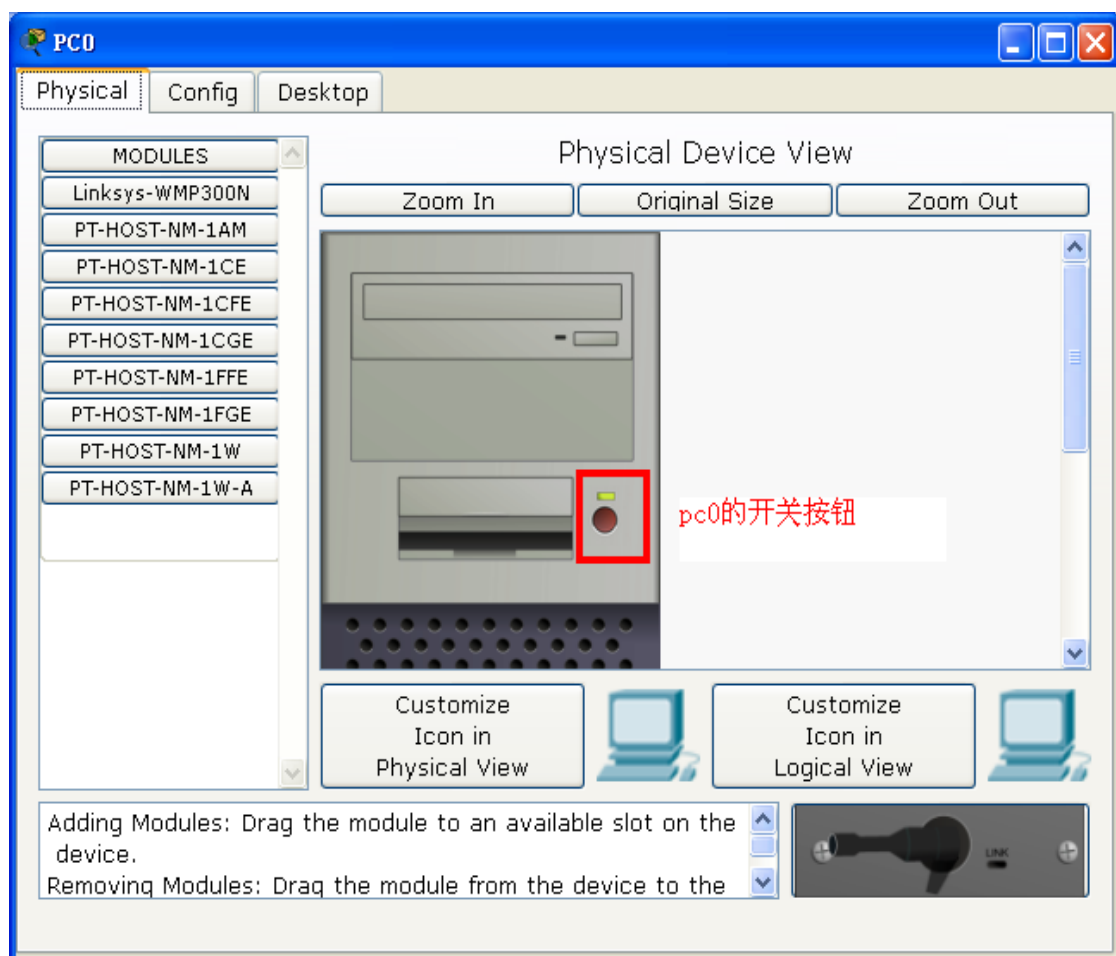 PC0
Physical
Config
Desktop
MODULES
Linksys-WMP300N
PT-HOST-NM-1AM
PT-HOST-NM-1CE
PT-HOST-NM-1CFE
PT-HOST-NM-1CGE
PT-HOST-NM-1FFE
PT-HOST-NM-1FGE
PT-HOST-NM-1W
PT-HOST-NM-1W-A
Physical Device View
Zoom In
Original Size
Zoom Out
pc0的开关按钮
Customize
Icon in
Physical View
Customize
Icon in
Logical View
Adding Modules: Drag the module to an available slot on the
device.
Removing Modules: Drag the module from the device to the
LINK